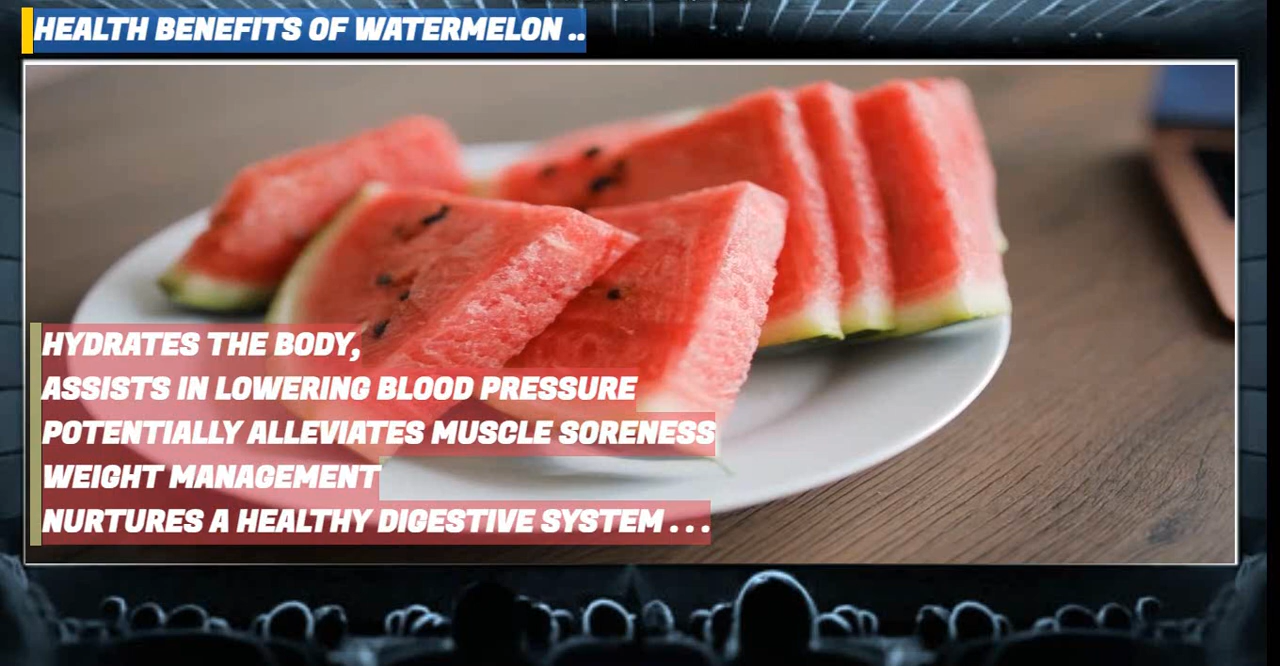 HEALTH BENEFITS OF WATERMELON ..
HYDRATES THE BODY,
ASSISTS IN LOWERING BLOOD PRESSURE
POTENTIALLY ALLEVIATES MUSCLE SORENESS
WEIGHT MANAGEMENT
NURTURES A HEALTHY DIGESTIVE SYSTEM . . .